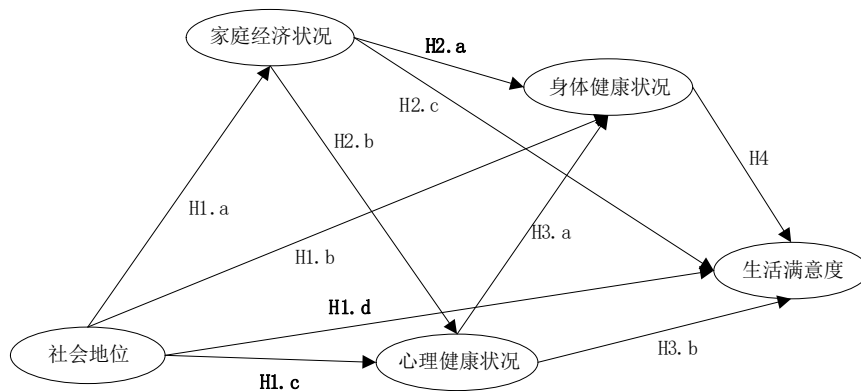 家庭经济状况
H2.a
身体健康状况
H2.c
H2.b
H4
H1.a
H3.a
H1.b
生活满意度
H1.d
社会地位
心理健康状况
H3.b
H1.c